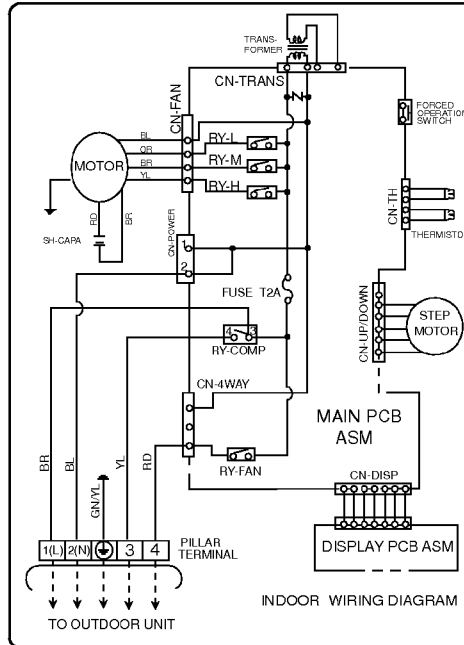 TRANS-
FORMER
CN-TRANS
CN-FAN
FORCED
OPERATION
SWITCH
BL
OR
BR
YL
MOTOR
RY-L
RY-M
RY-H
RD
BR
SH-CAPA
CN-TH
THERMISTOR
CN-POWER
1
2
FUSE T2A
CN-UP/DOWN
STEP
MOTOR
4 3
RY-COMP
CN-4WAY
MAIN PCB
ASM
RY-FAN
CN-DISP
BR
BL
GN/YL
YL
RD
1(L) 2(N) 3 4
PILLAR
TERMINAL
DISPLAY PCB ASM
INDOOR WIRING DIAGRAM
TO OUTDOOR UNIT